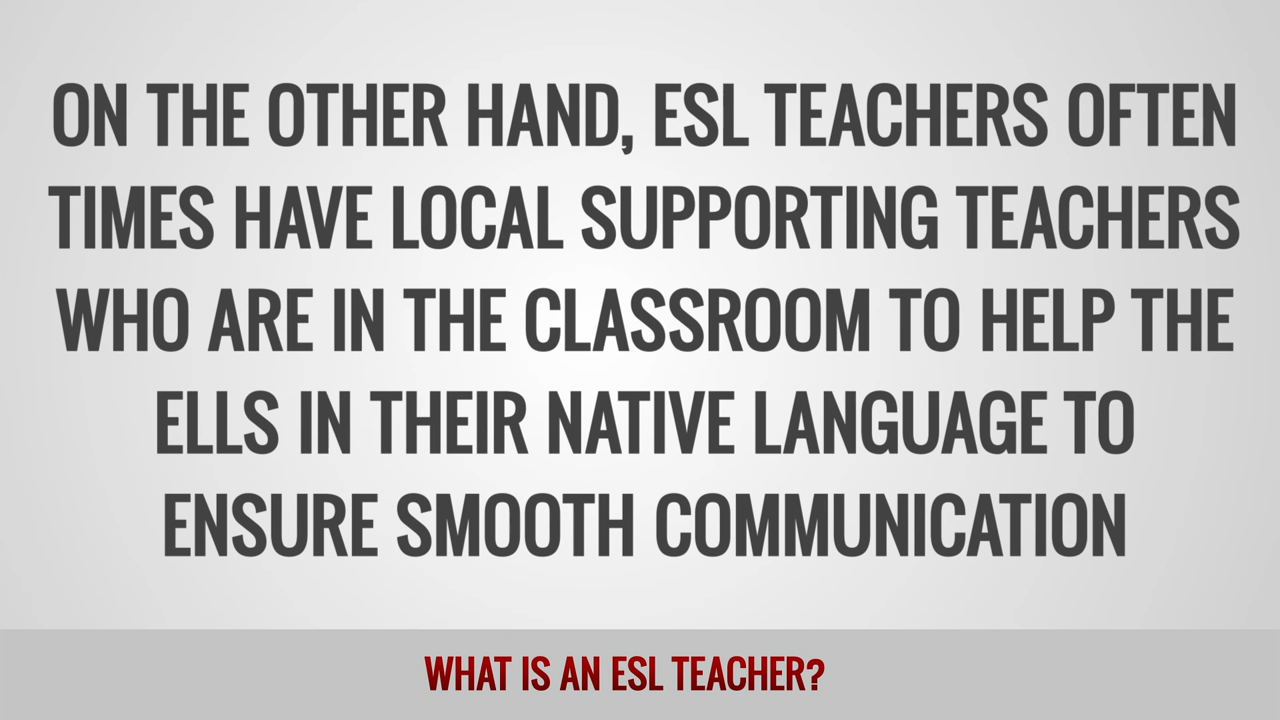 ON THE OTHER HAND, ESL TEACHERS OFTEN
TIMES HAVE LOCAL SUPPORTING TEACHERS
WHO ARE IN THE CLASSROOM TO HELP THE
ELLS IN THEIR NATIVE LANGUAGE TO
ENSURE SMOOTH COMMUNICATION
WHAT IS AN ESL TEACHER?